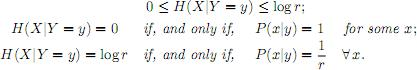 0 ≤ H(X|Y = y) ≤ log r;
H(X|Y = y) = 0 if, and only if, P(x|y) = 1 for some x;
H(X|Y = y) = log r if, and only if, P(x|y) = 1/r ∀ x.